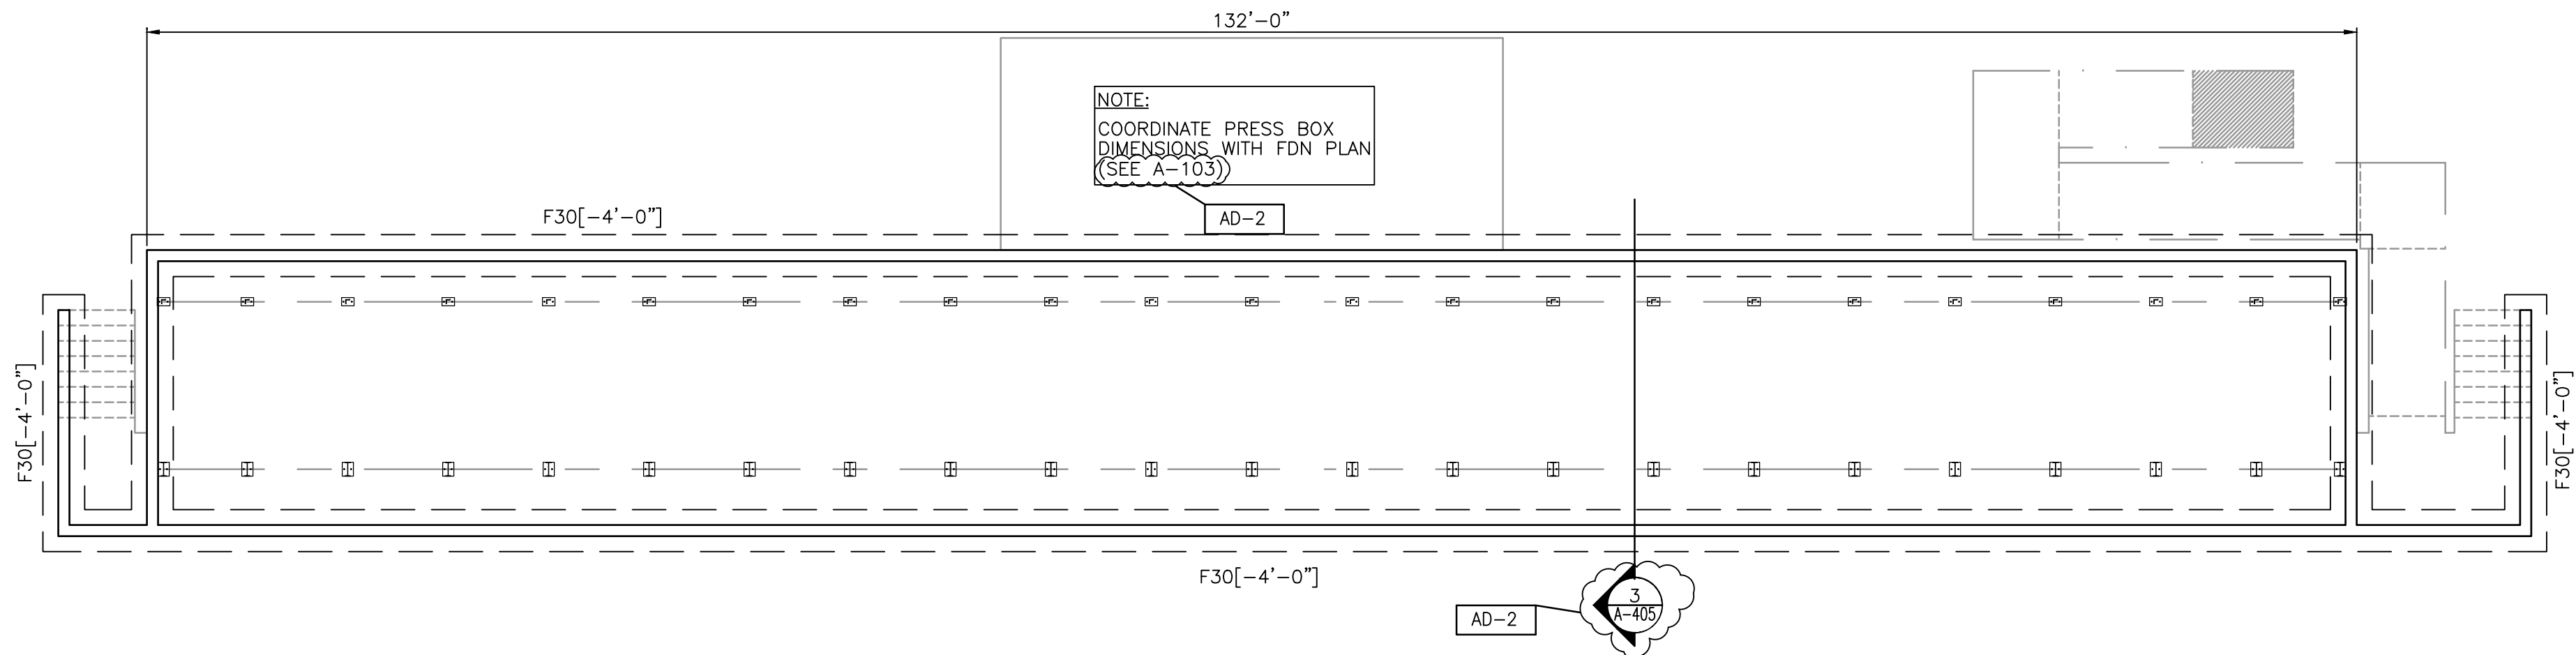 132'-0"
NOTE:
COORDINATE PRESS BOX
DIMENSIONS WITH FDN PLAN
(SEE A-103)
AD-2
F30[-4'-0"]
F30[-4'-0"]
F30[-4'-0"]
F30[-4'-0"]
AD-2
3
A-405